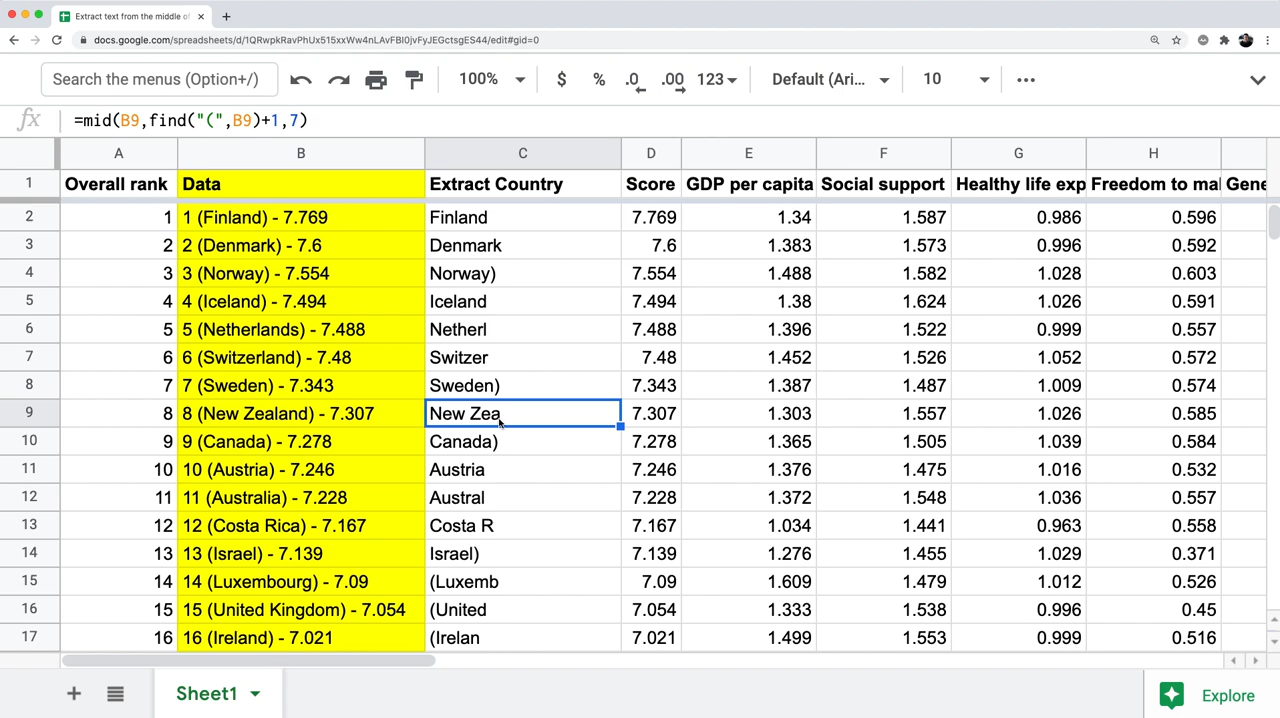 Extract text from the middle of
docs.google.com/spreadsheets/d/1QRwpkRavPhUx515xxWw4nLAvFBl0jvFyJEGctsgES44/edit#gid=0
Search the menus (Option+/) 100% $ % .0 .00 123 Default (Ari... 10
fx =mid(B9,find("(",B9)+1,7)
A B C D E F G H
1 Overall rank Data Extract Country Score GDP per capita Social support Healthy life exp Freedom to mal Gene
2 1 1 (Finland) - 7.769 Finland 7.769 1.34 1.587 0.986 0.596
3 2 2 (Denmark) - 7.6 Denmark 7.6 1.383 1.573 0.996 0.592
4 3 3 (Norway) - 7.554 Norway) 7.554 1.488 1.582 1.028 0.603
5 4 4 (Iceland) - 7.494 Iceland 7.494 1.38 1.624 1.026 0.591
6 5 5 (Netherlands) - 7.488 Netherl 7.488 1.396 1.522 0.999 0.557
7 6 6 (Switzerland) - 7.48 Switzer 7.48 1.452 1.526 1.052 0.572
8 7 7 (Sweden) - 7.343 Sweden) 7.343 1.387 1.487 1.009 0.574
9 8 8 (New Zealand) - 7.307 New Zea 7.307 1.303 1.557 1.026 0.585
10 9 9 (Canada) - 7.278 Canada) 7.278 1.365 1.505 1.039 0.584
11 10 10 (Austria) - 7.246 Austria 7.246 1.376 1.475 1.016 0.532
12 11 11 (Australia) - 7.228 Austral 7.228 1.372 1.548 1.036 0.557
13 12 12 (Costa Rica) - 7.167 Costa R 7.167 1.034 1.441 0.963 0.558
14 13 13 (Israel) - 7.139 Israel) 7.139 1.276 1.455 1.029 0.371
15 14 14 (Luxembourg) - 7.09 (Luxemb 7.09 1.609 1.479 1.012 0.526
16 15 15 (United Kingdom) - 7.054 (United 7.054 1.333 1.538 0.996 0.45
17 16 16 (Ireland) - 7.021 (Irelan 7.021 1.499 1.553 0.999 0.516
Sheet1 Explore